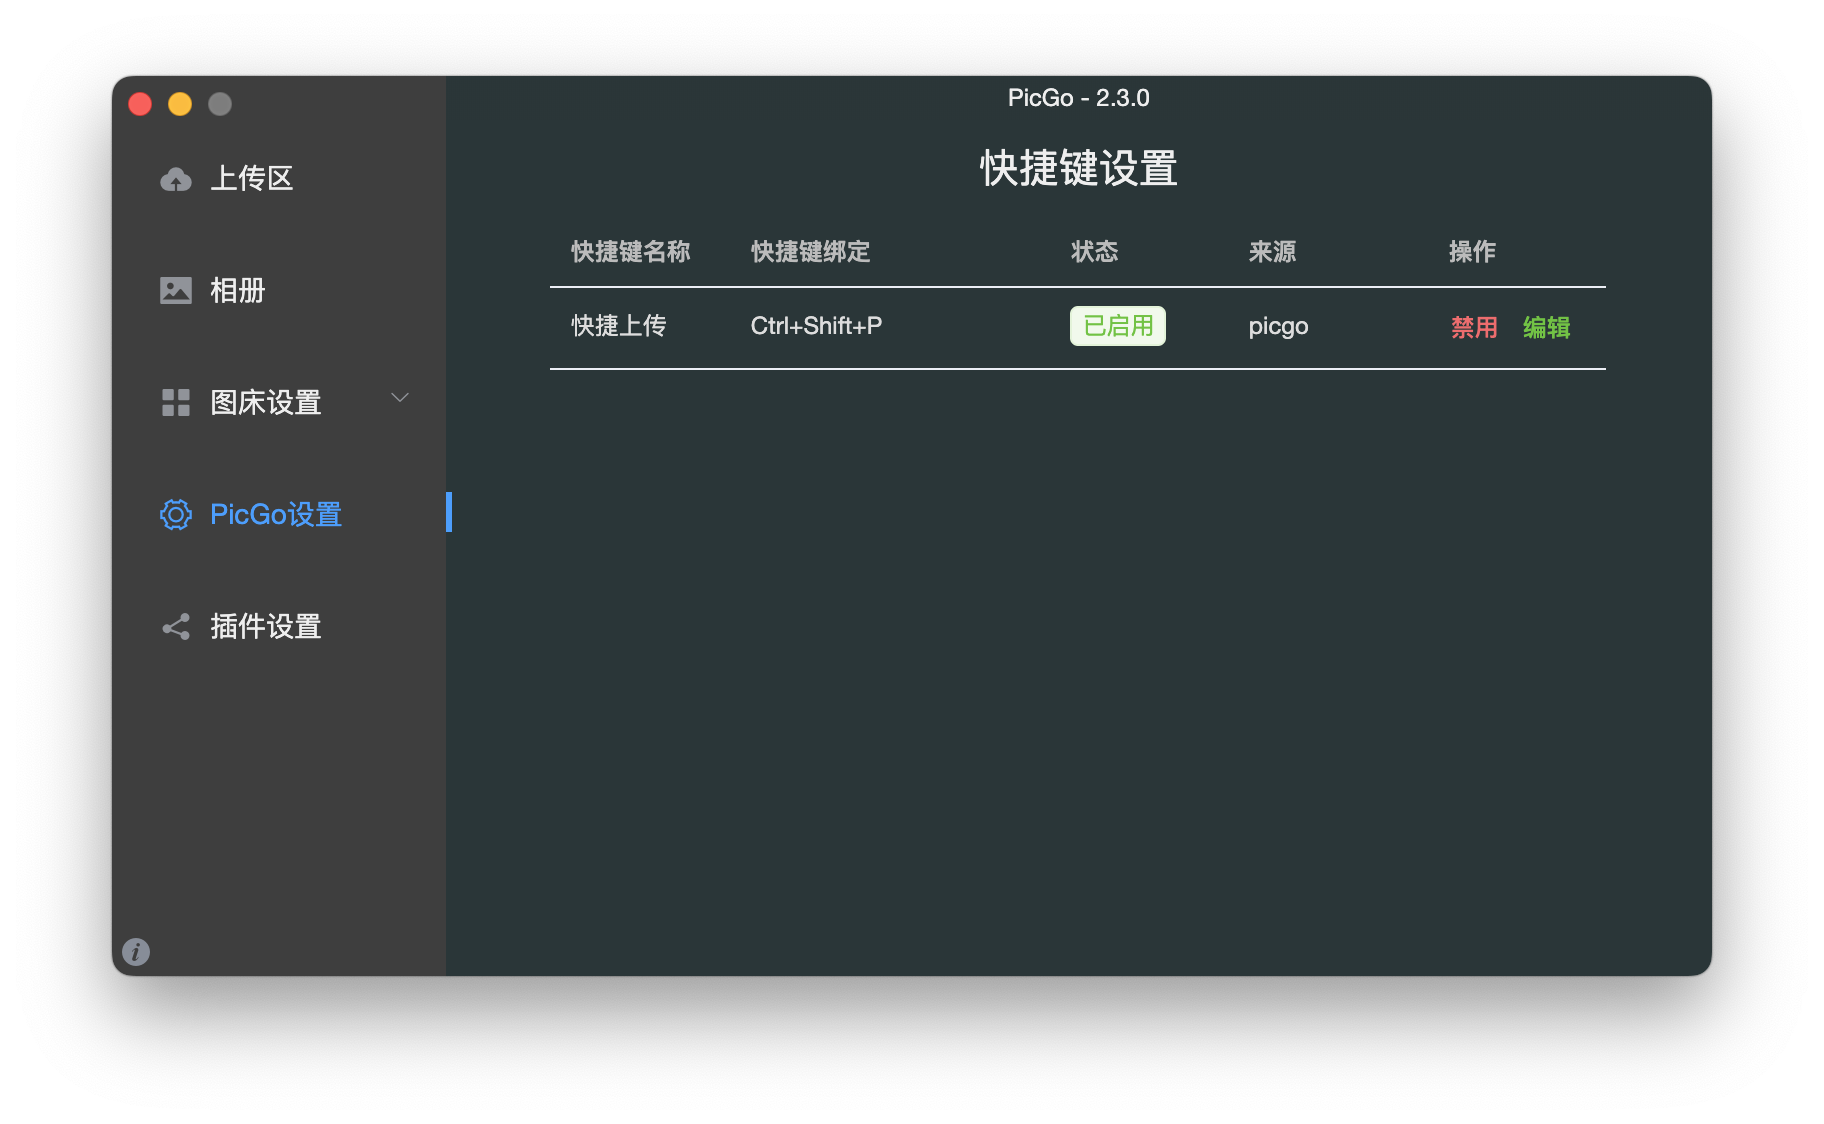 PicGo - 2.3.0
上传区
相册
图床设置
PicGo设置
插件设置
快捷键设置
快捷键名称 快捷键绑定 状态 来源 操作
快捷上传 Ctrl+Shift+P 已启用 picgo 禁用 编辑
i